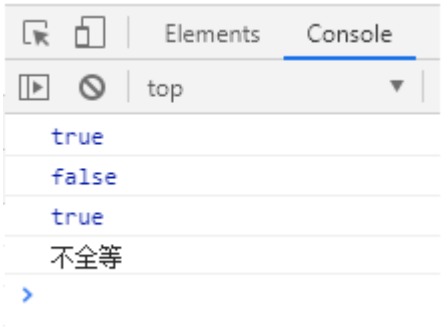 Elements Console
top
true
false
true
不全等